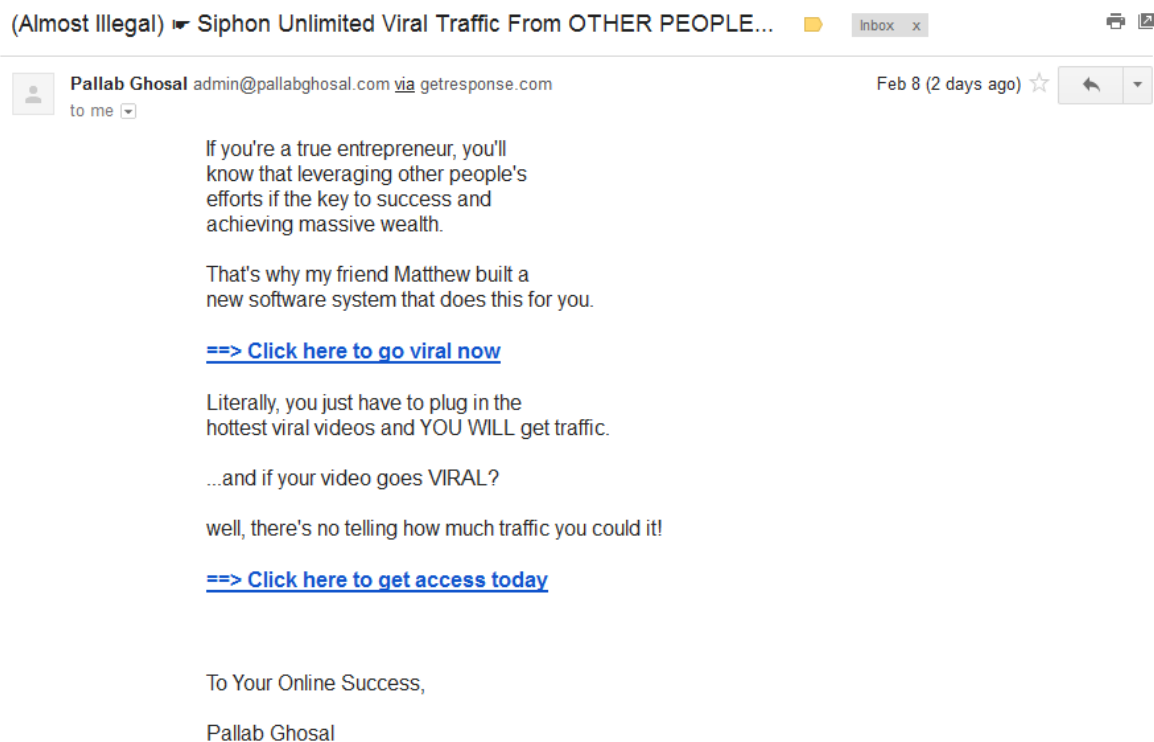 (Almost Illegal) ☛ Siphon Unlimited Viral Traffic From OTHER PEOPLE... Inbox x
Pallab Ghosal admin@pallabghosal.com via getresponse.com Feb 8 (2 days ago)
to me
If you're a true entrepreneur, you'll
know that leveraging other people's
efforts if the key to success and
achieving massive wealth.
That's why my friend Matthew built a
new software system that does this for you.
==> Click here to go viral now
Literally, you just have to plug in the
hottest viral videos and YOU WILL get traffic.
...and if your video goes VIRAL?
well, there's no telling how much traffic you could it!
==> Click here to get access today
To Your Online Success,
Pallab Ghosal